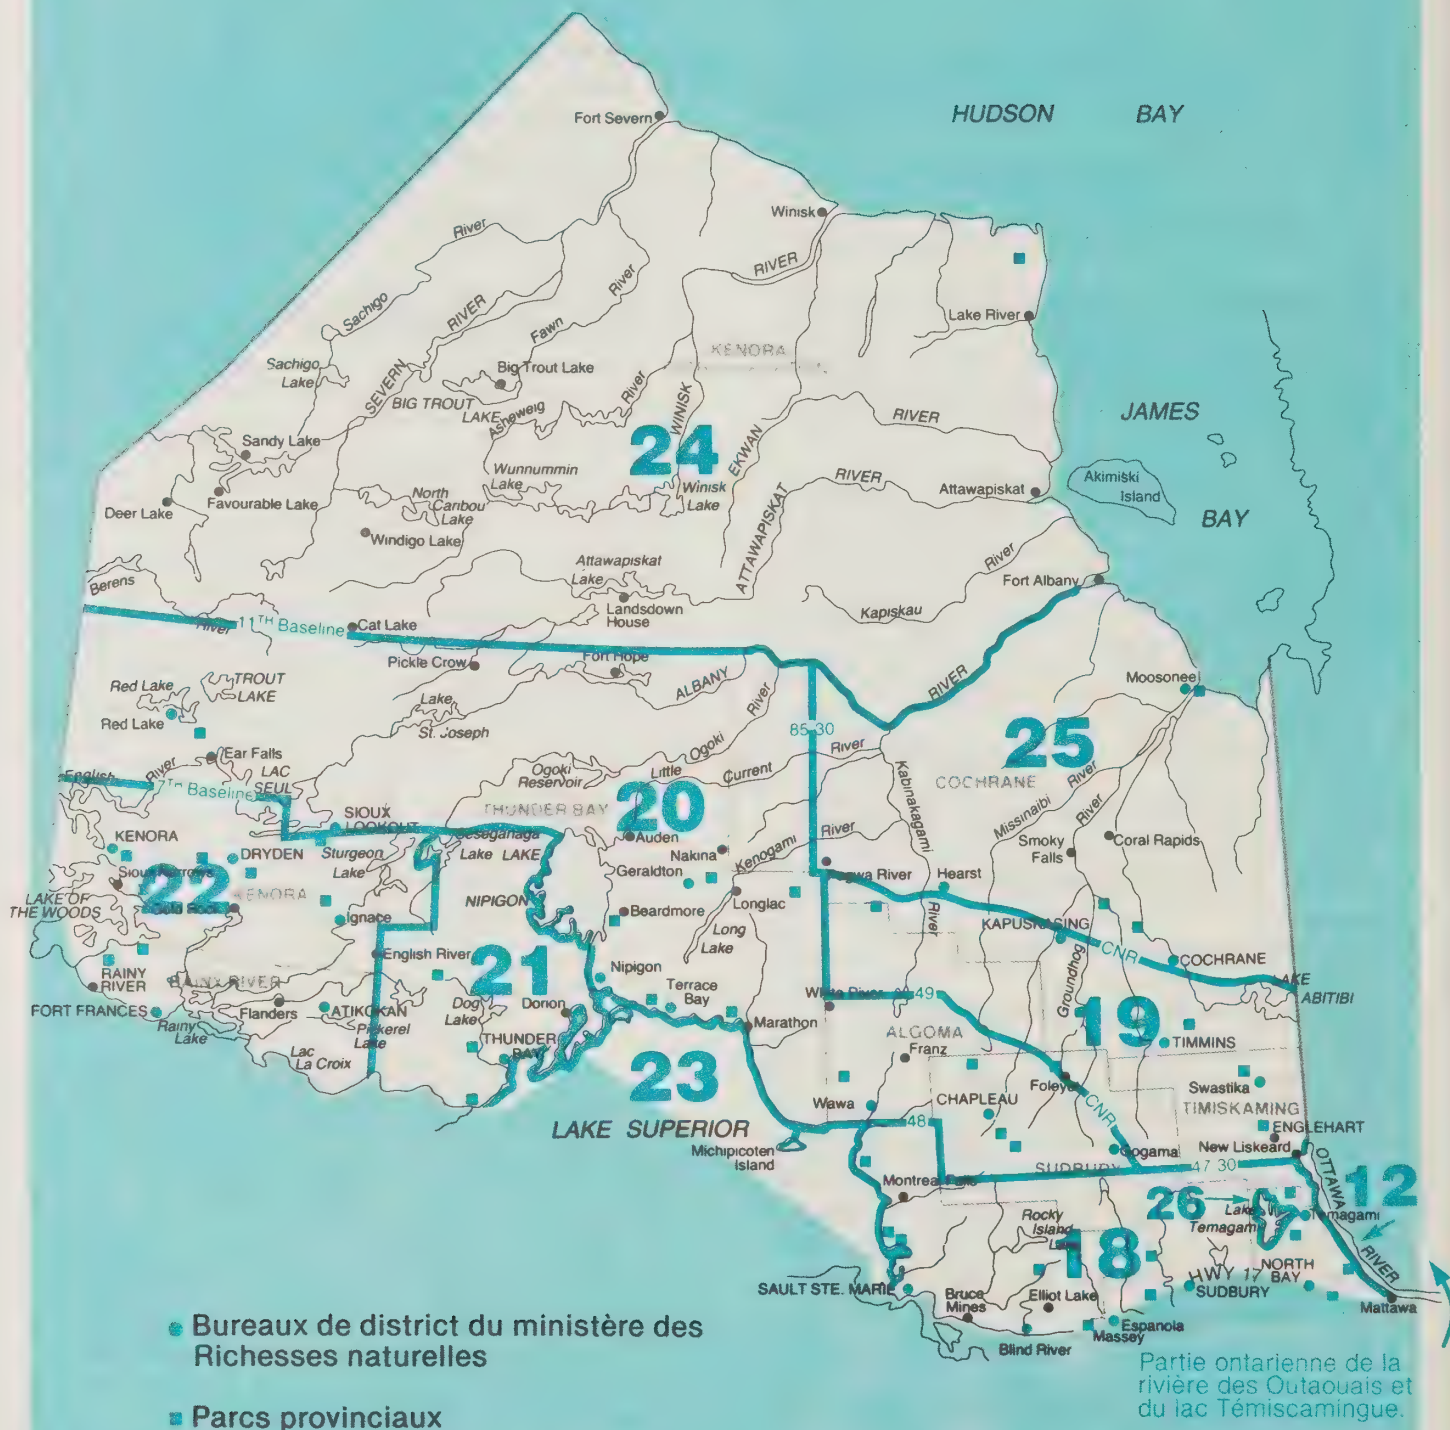 HUDSON BAY
Fort Severn
Winisk
River
RIVER
Sachigo
RIVER
River
Fawn
Lake River
KENORA
Sachigo
Lake
SEVERN
Big Trout Lake
BIG TROUT
LAKE
Asheweig
River
WINISK
RIVER
JAMES
Sandy Lake
24
EKWAN
Wunnummin
Lake
Winisk
Lake
RIVER
Attawapiskat
Akimiski
Island
BAY
Deer Lake
Favourable Lake
North
Caribou
Lake
Windigo Lake
ATTAWAPISKAT
Attawapiskat
Lake
River
Fort Albany
Berens
River
Landsdown
House
Kapiskau
11TH Baseline
Cat Lake
Pickle Crow
Fort Hope
ALBANY
RIVER
Moosonee
Red Lake
TROUT
LAKE
Red Lake
Lake
St. Joseph
River
85 30
25
COCHRANE
Ear Falls
English
River
LAC
SEUL
7TH Baseline
Ogoki
Reservoir
Little
Ogoki
Current
River
Kabinakagami
River
Missinaibi
River
River
THUNDER BAY
20
SIOUX
LOOKOUT
KENORA
DRYDEN
Sturgeon
Lake
Seseganaga
Lake
LAKE
NIPIGON
Auden
Nakina
Geraldton
Kenogami
River
Smoky
Falls
Coral Rapids
Sioux Narrows
22
KENORA
Gold Rock
LAKE OF
THE WOODS
Ignace
Beardmore
Longlac
Long
Lake
Pagwa River
Hearst
KAPUSKASING
CNR
COCHRANE
LAKE
ABITIBI
English River
21
RAINY
RIVER
RAINY RIVER
Nipigon
Terrace
Bay
Marathon
White River
49
Groundhog
FORT FRANCES
Rainy
Lake
Flanders
ATIKOKAN
Pickerel
Lake
Dog
Lake
Dorion
THUNDER
BAY
Lac
La Croix
ALGOMA
Franz
19
TIMMINS
23
LAKE SUPERIOR
Foleyet
CNR
Swastika
TIMISKAMING
ENGLEHART
Wawa
CHAPLEAU
48
Michipicoten
Island
Gogama
New Liskeard
SUDBURY
47 30
Montreal Falls
OTTAWA
RIVER
12
26
Lake
Temagami
Temagami
Rocky
Island
Lake
18
NORTH
BAY
HWY 17
SUDBURY
SAULT STE. MARIE
Bruce
Mines
Elliot Lake
Mattawa
Espanola
Massey
Blind River
Bureaux de district du ministère des
Richesses naturelles
Parcs provinciaux
Partie ontarienne de la
rivière des Outaouais et
du lac Témiscamingue.